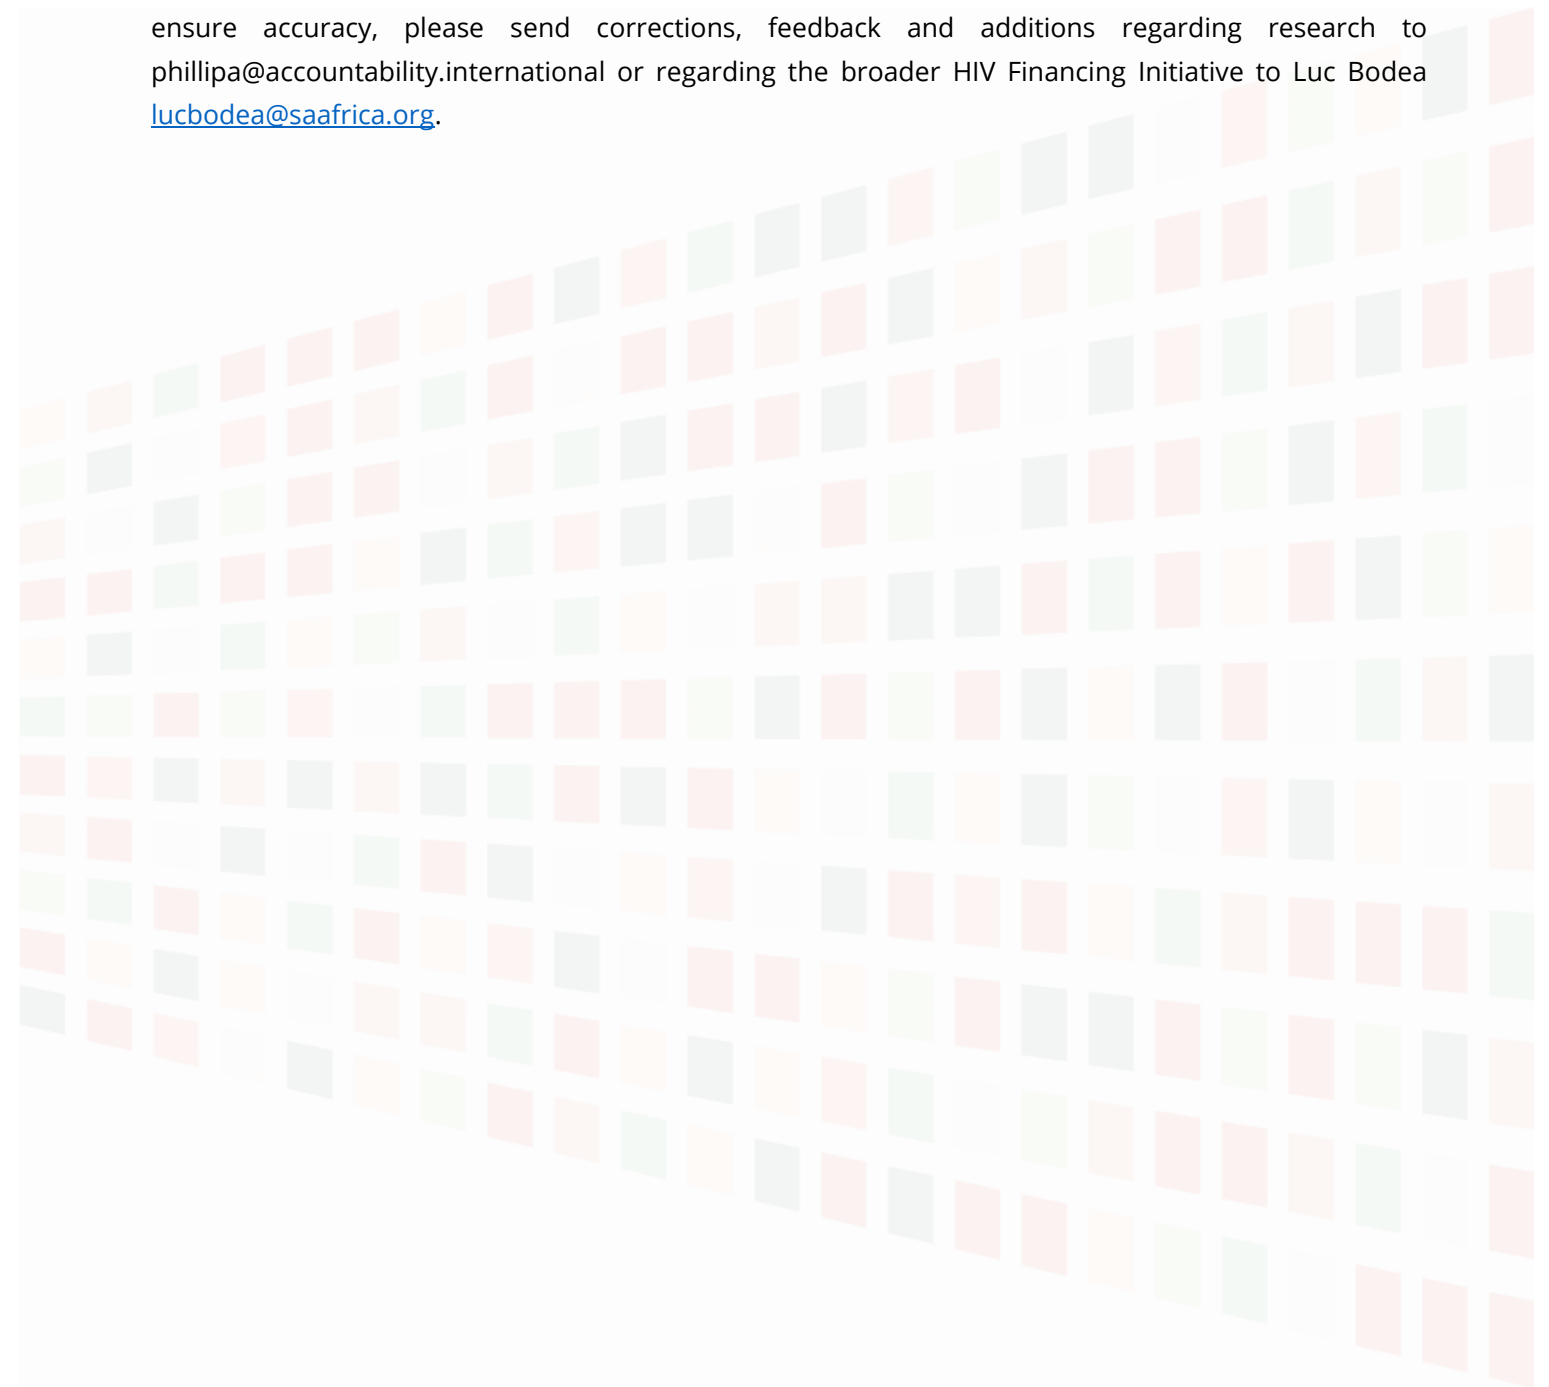 ensure accuracy, please send corrections, feedback and additions regarding research to
phillipa@accountability.international or regarding the broader HIV Financing Initiative to Luc Bodea
lucbodea@saafrica.org.